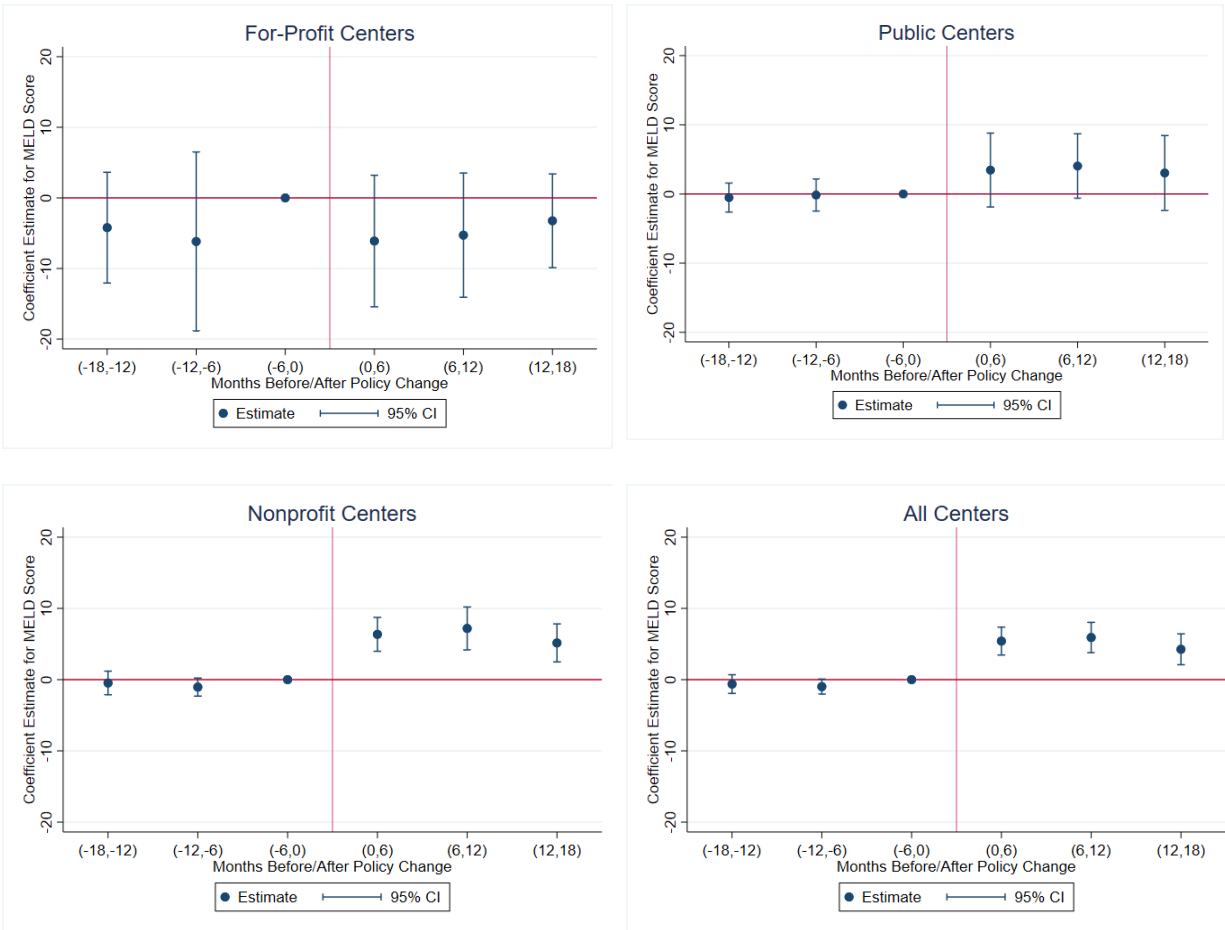 For-Profit Centers
Coefficient Estimate for MELD Score
20
10
0
-10
-20
(-18,-12) (-12,-6) (-6,0) (0,6) (6,12) (12,18)
Months Before/After Policy Change
Estimate 95% CI
Public Centers
Coefficient Estimate for MELD Score
20
10
0
-10
-20
(-18,-12) (-12,-6) (-6,0) (0,6) (6,12) (12,18)
Months Before/After Policy Change
Estimate 95% CI
Nonprofit Centers
Coefficient Estimate for MELD Score
20
10
0
-10
-20
(-18,-12) (-12,-6) (-6,0) (0,6) (6,12) (12,18)
Months Before/After Policy Change
Estimate 95% CI
All Centers
Coefficient Estimate for MELD Score
20
10
0
-10
-20
(-18,-12) (-12,-6) (-6,0) (0,6) (6,12) (12,18)
Months Before/After Policy Change
Estimate 95% CI